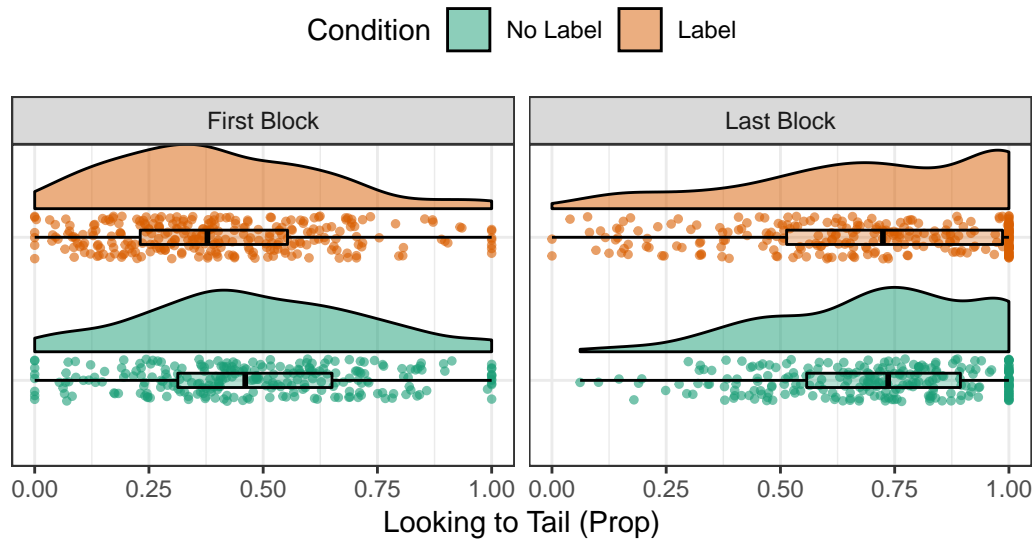 Condition No Label Label
First Block Last Block
0.00 0.25 0.50 0.75 1.00 0.00 0.25 0.50 0.75 1.00
Looking to Tail (Prop)